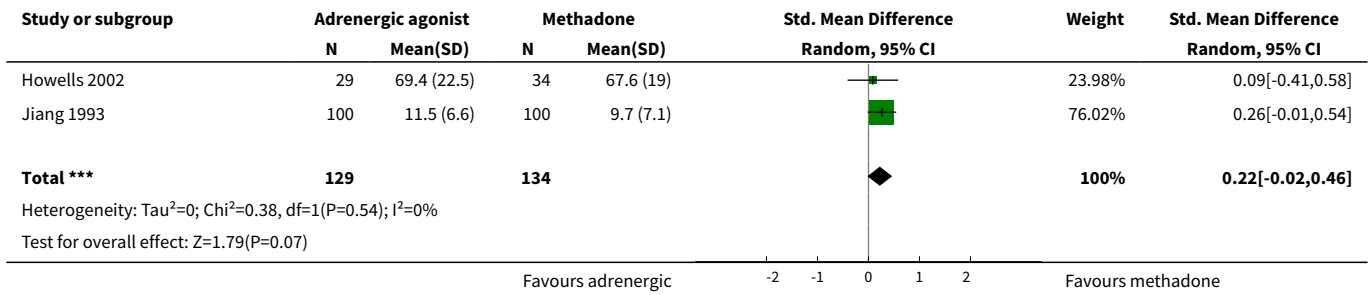 Study or subgroup Adrenergic agonist Methadone Std. Mean Difference Weight Std. Mean Difference
N Mean(SD) N Mean(SD) Random, 95% CI Random, 95% CI
Howells 2002 29 69.4 (22.5) 34 67.6 (19) 23.98% 0.09[-0.41,0.58]
Jiang 1993 100 11.5 (6.6) 100 9.7 (7.1) 76.02% 0.26[-0.01,0.54]
Total *** 129 134 100% 0.22[-0.02,0.46]
Heterogeneity: Tau²=0; Chi²=0.38, df=1(P=0.54); I²=0%
Test for overall effect: Z=1.79(P=0.07)
Favours adrenergic -2 -1 0 1 2 Favours methadone